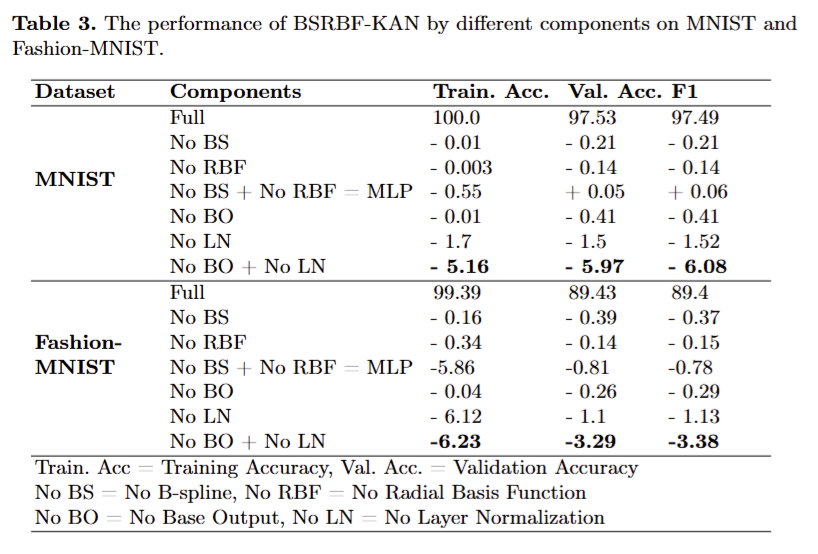 Table 3. The performance of BSRBF-KAN by different components on MNIST and
Fashion-MNIST.
Dataset Components Train. Acc. Val. Acc. F1
Full 100.0 97.53 97.49
No BS - 0.01 - 0.21 - 0.21
No RBF - 0.003 - 0.14 - 0.14
MNIST
No BS + No RBF = MLP - 0.55 + 0.05 + 0.06
No BO - 0.01 - 0.41 - 0.41
No LN - 1.7 - 1.5 - 1.52
No BO + No LN - 5.16 - 5.97 - 6.08
Full 99.39 89.43 89.4
No BS - 0.16 - 0.39 - 0.37
Fashion- No RBF - 0.34 - 0.14 - 0.15
MNIST No BS + No RBF = MLP -5.86 -0.81 -0.78
No BO - 0.04 - 0.26 - 0.29
No LN - 6.12 - 1.1 - 1.13
No BO + No LN -6.23 -3.29 -3.38
Train. Acc = Training Accuracy, Val. Acc. = Validation Accuracy
No BS = No B-spline, No RBF = No Radial Basis Function
No BO = No Base Output, No LN = No Layer Normalization